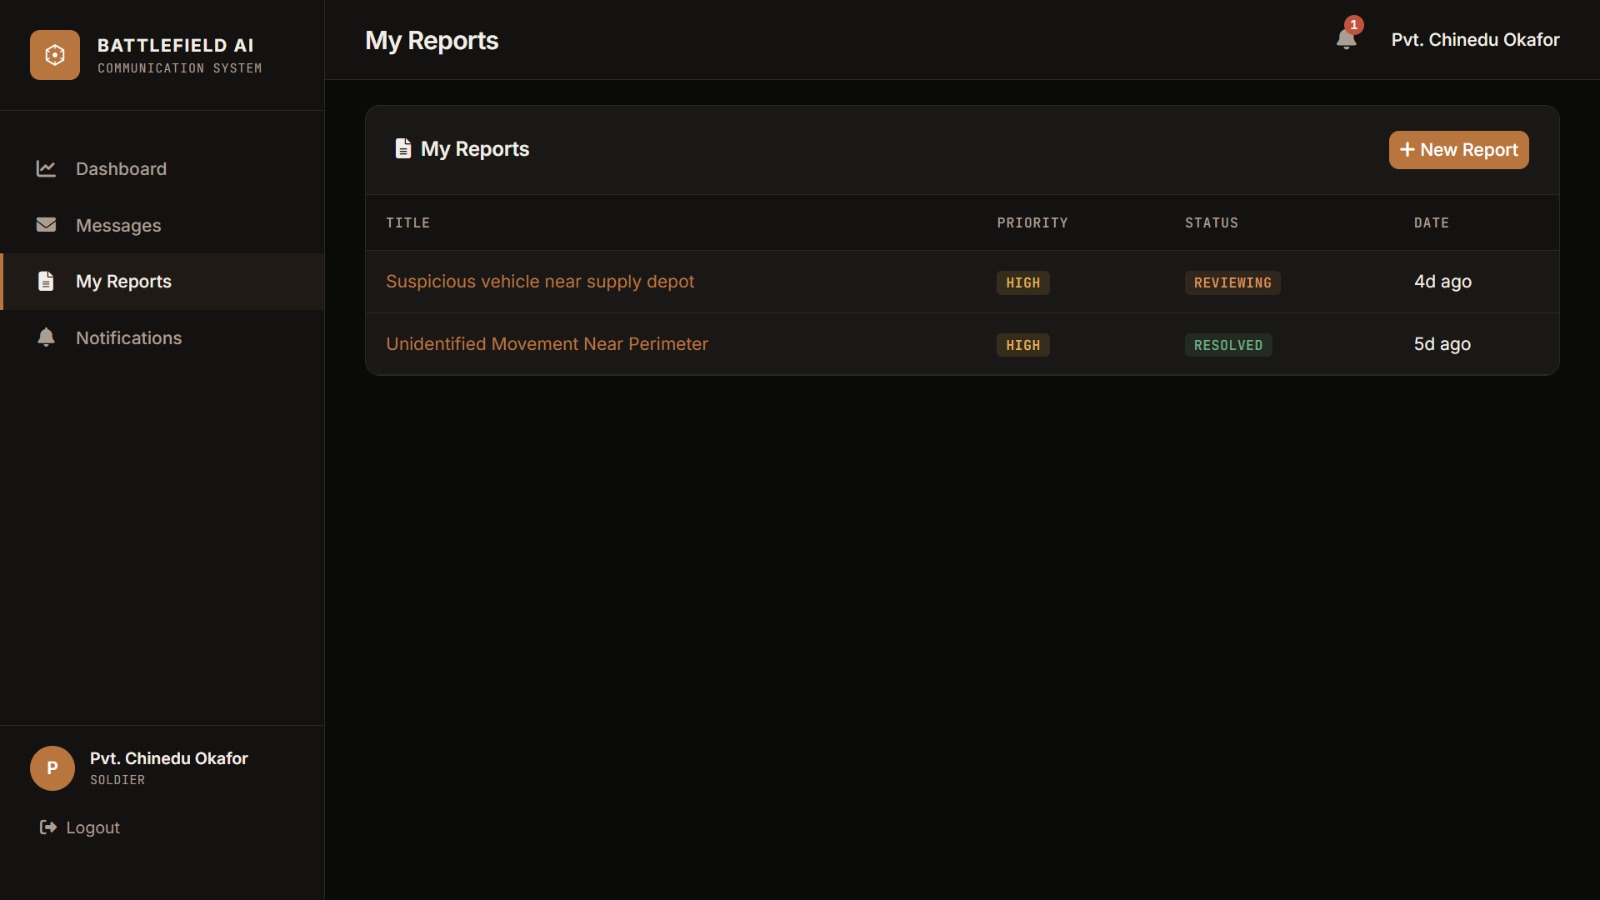 BATTLEFIELD AI
COMMUNICATION SYSTEM
Dashboard
Messages
My Reports
Notifications
Pvt. Chinedu Okafor
SOLDIER
P
Logout
My Reports
1
Pvt. Chinedu Okafor
My Reports
+ New Report
TITLE PRIORITY STATUS DATE
Suspicious vehicle near supply depot HIGH REVIEWING 4d ago
Unidentified Movement Near Perimeter HIGH RESOLVED 5d ago